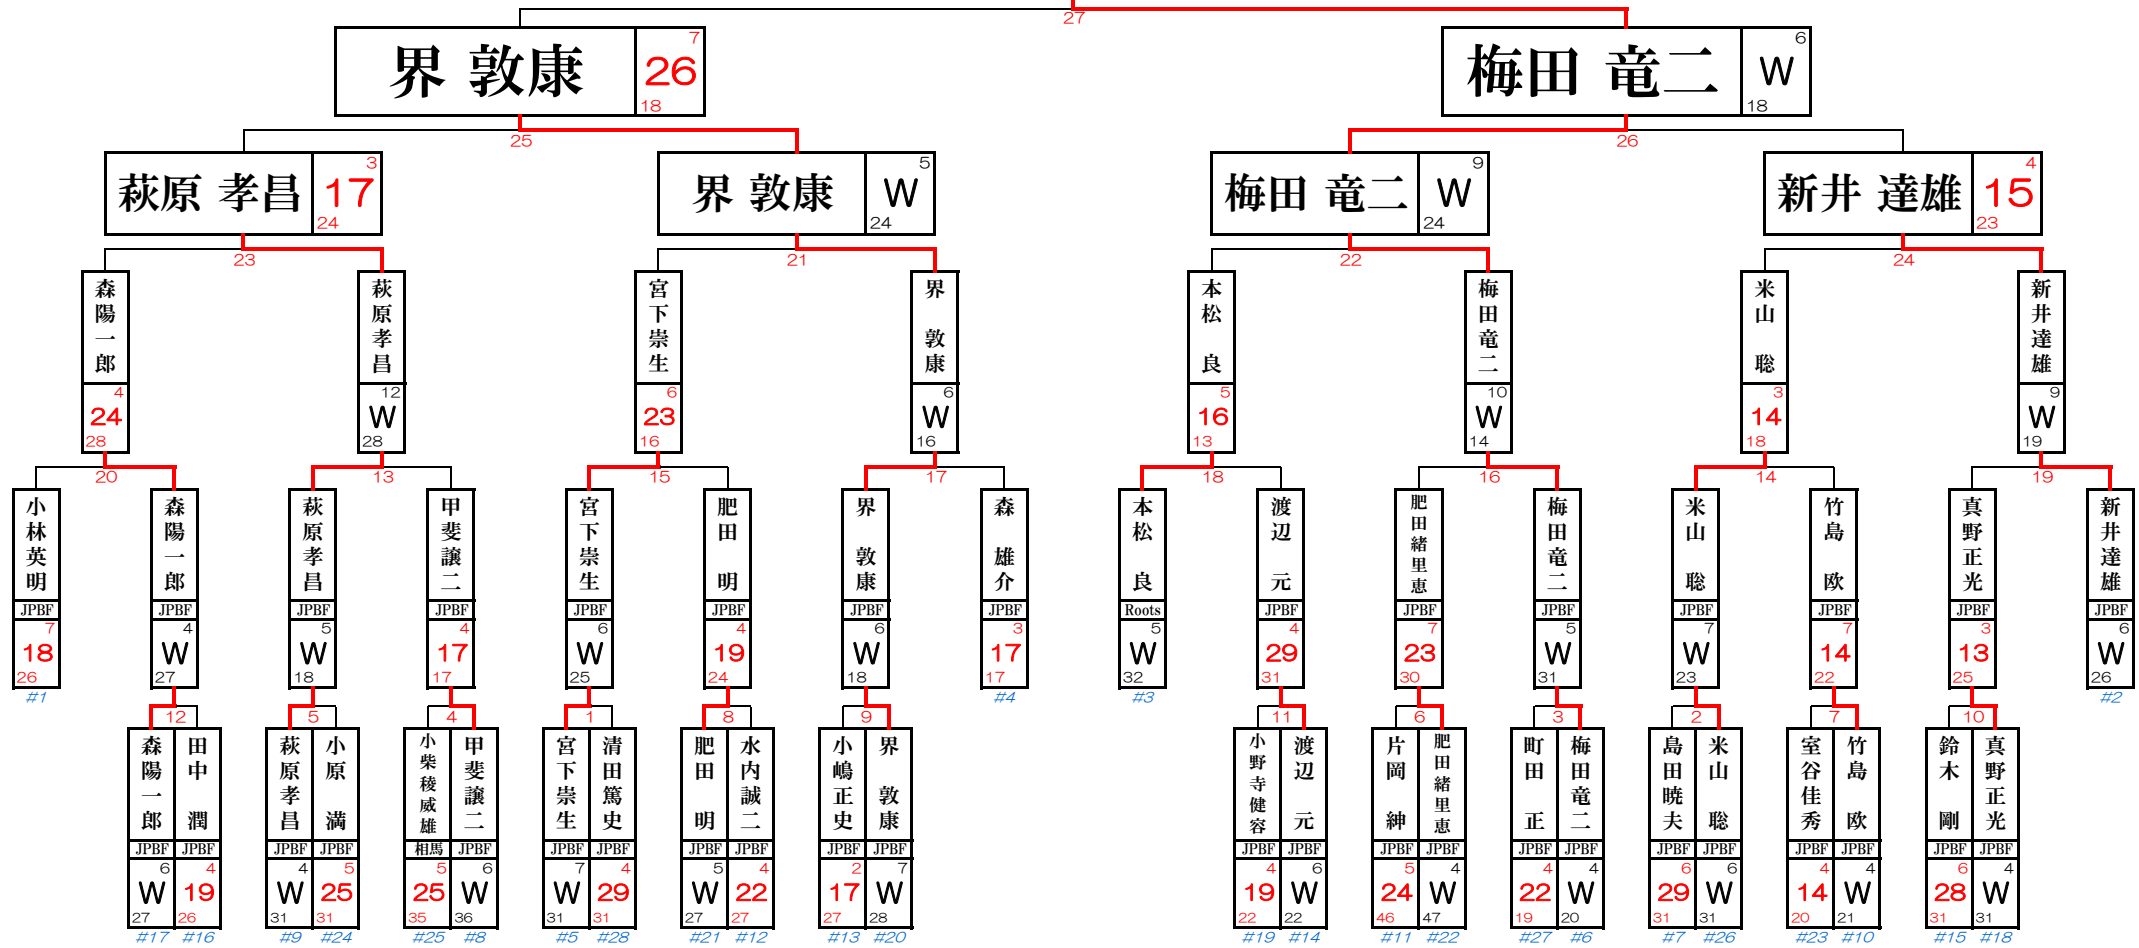 27
界 敦康 7 26 18
梅田 竜二 6 W 18
25
26
萩原 孝昌 3 17 24
界 敦康 5 W 24
梅田 竜二 9 W 24
新井 達雄 4 15 23
23
21
22
24
森陽一郎 4 24 28
萩原孝昌 12 W 28
宮下崇生 6 23 16
界 敦康 6 W 16
本松 良 5 16 13
梅田竜二 10 W 14
米山 聡 3 14 18
新井達雄 9 W 19
20
13
15
17
18
16
14
19
小林英明 JPBF 7 18 26 #1
森陽一郎 JPBF 4 W 27
萩原孝昌 JPBF 5 W 18
甲斐譲二 JPBF 4 17 17
宮下崇生 JPBF 6 W 25
肥田 明 JPBF 4 19 24
界 敦康 JPBF 6 W 18
森 雄介 JPBF 3 17 17 #4
本松 良 Roots 5 W 32 #3
渡辺 元 JPBF 4 29 31
肥田緒里恵 JPBF 7 23 30
梅田竜二 JPBF 5 W 31
米山 聡 JPBF 7 W 23
竹島 欧 JPBF 7 14 22
真野正光 JPBF 3 13 25
新井達雄 JPBF 6 W 26 #2
12
5
4
1
8
9
11
6
3
2
7
10
森陽一郎 JPBF 6 W 27 #17
田中 潤 JPBF 4 19 26 #16
萩原孝昌 JPBF 4 W 31 #9
小原 満 JPBF 5 25 31 #24
小柴稜威雄 相馬 5 25 35 #25
甲斐譲二 JPBF 6 W 36 #8
宮下崇生 JPBF 7 W 31 #5
清田篤史 JPBF 4 29 31 #28
肥田 明 JPBF 5 W 27 #21
水内誠二 JPBF 4 22 27 #12
小嶋正史 JPBF 2 17 27 #13
界 敦康 JPBF 7 W 28 #20
小野寺健容 JPBF 4 19 22 #19
渡辺 元 JPBF 6 W 22 #14
片岡 紳 JPBF 5 24 46 #11
肥田緒里恵 JPBF 4 W 47 #22
町田 正 JPBF 4 22 19 #27
梅田竜二 JPBF 4 W 20 #6
島田暁夫 JPBF 6 29 31 #7
米山 聡 JPBF 6 W 31 #26
室谷佳秀 JPBF 4 14 20 #23
竹島 欧 JPBF 4 W 21 #10
鈴木 剛 JPBF 6 28 31 #15
真野正光 JPBF 4 W 31 #18